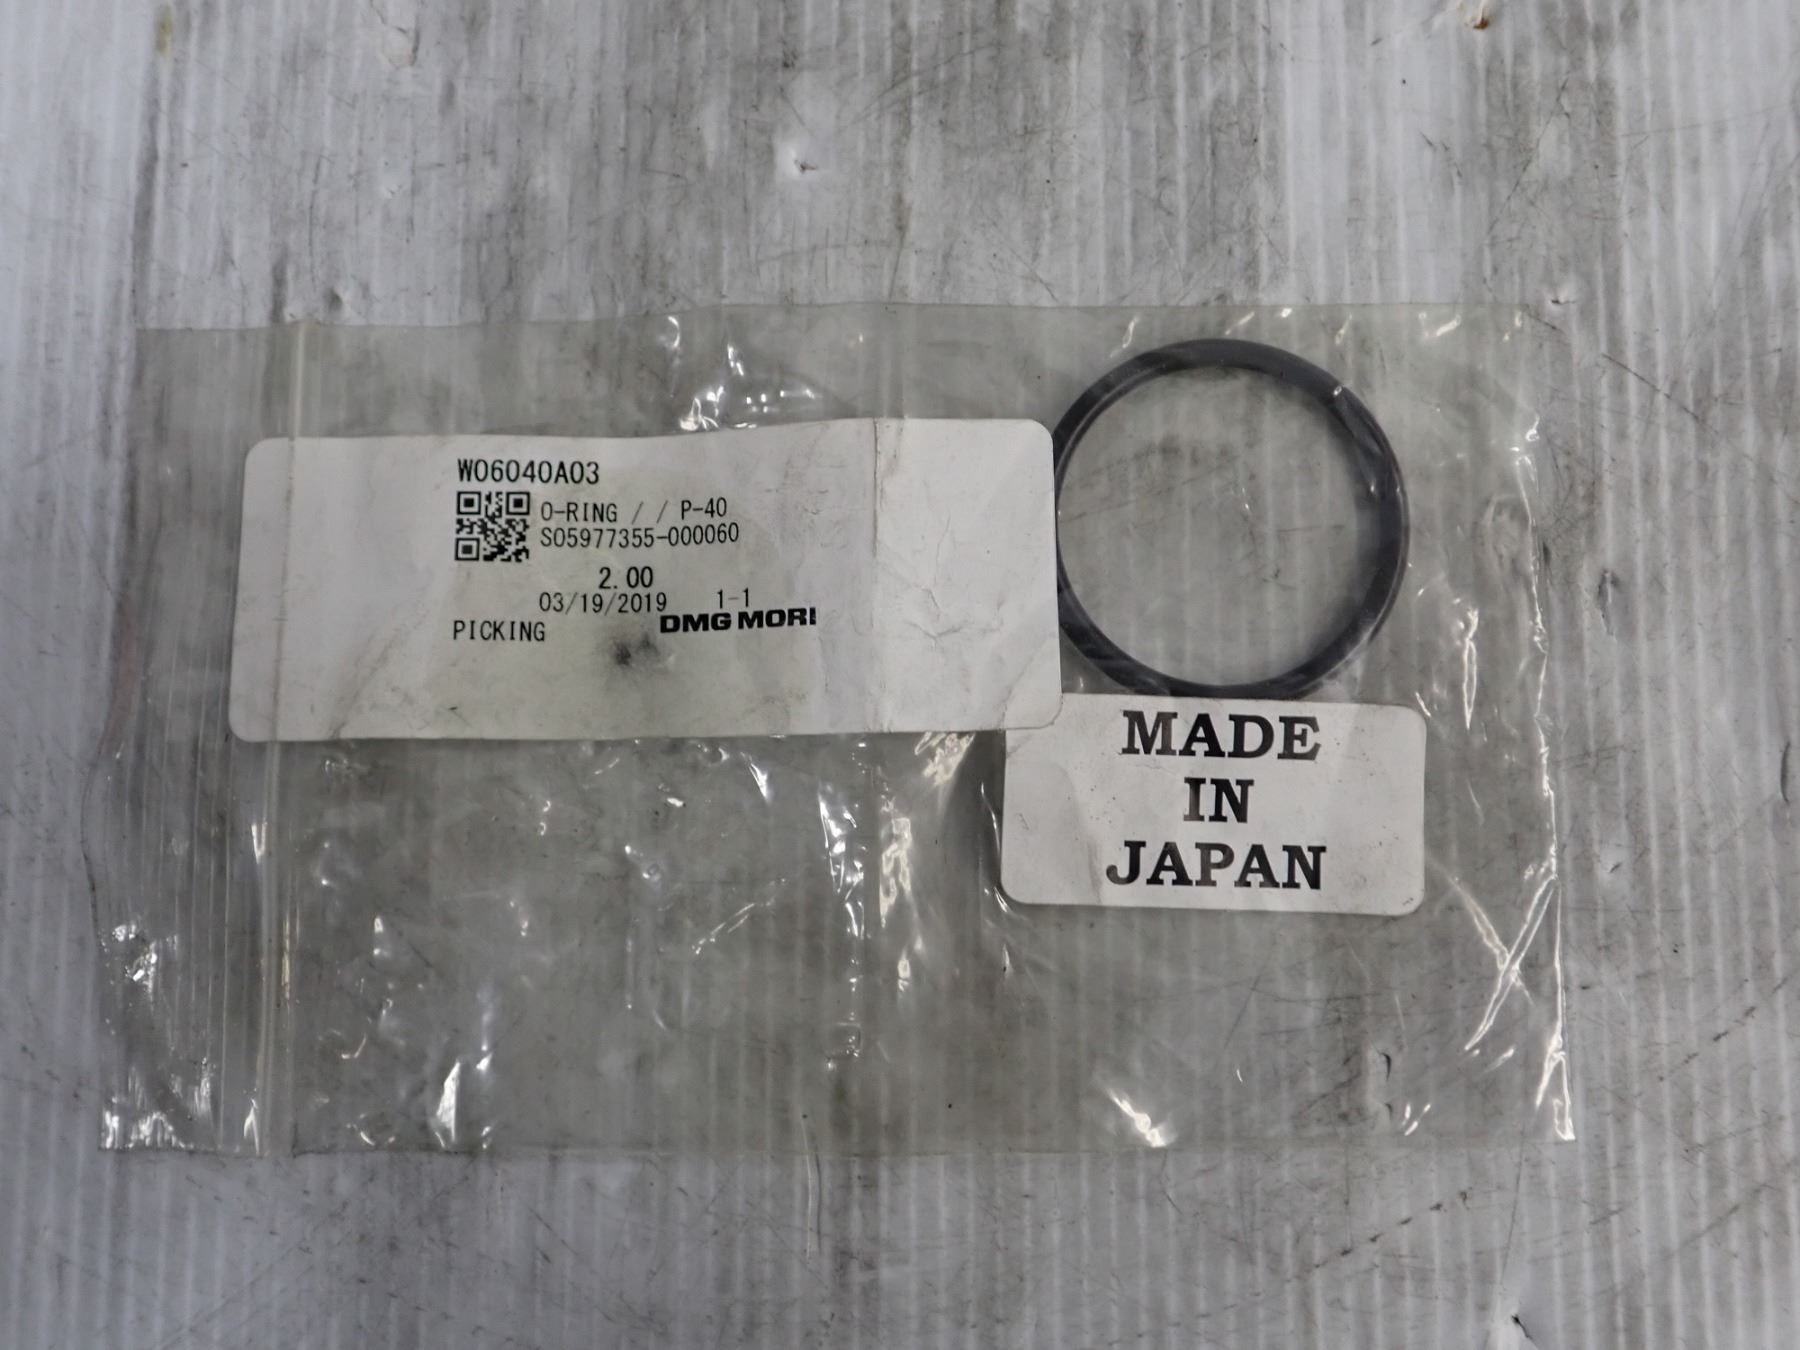 W06040A03
O-RING / / P-40
S05977355-000060
2.00
03/19/2019 1-1
PICKING DMG MORI
MADE
IN
JAPAN